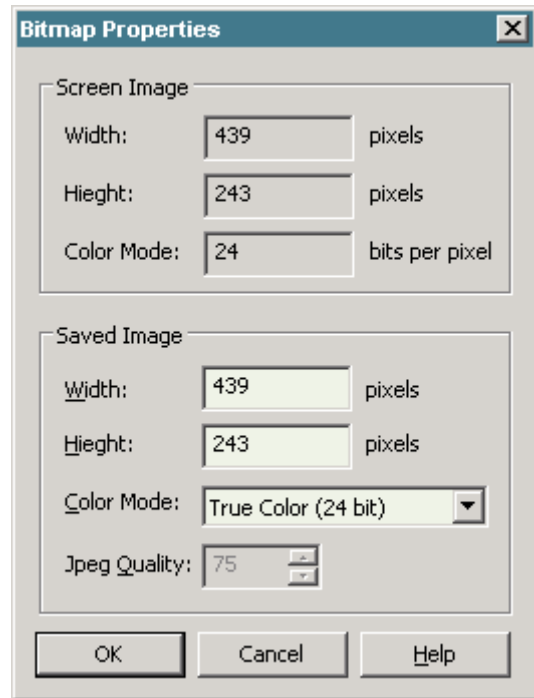 Bitmap Properties
Screen Image
Width: 439 pixels
Hieght: 243 pixels
Color Mode: 24 bits per pixel
Saved Image
Width: 439 pixels
Hieght: 243 pixels
Color Mode: True Color (24 bit)
Jpeg Quality: 75
OK Cancel Help